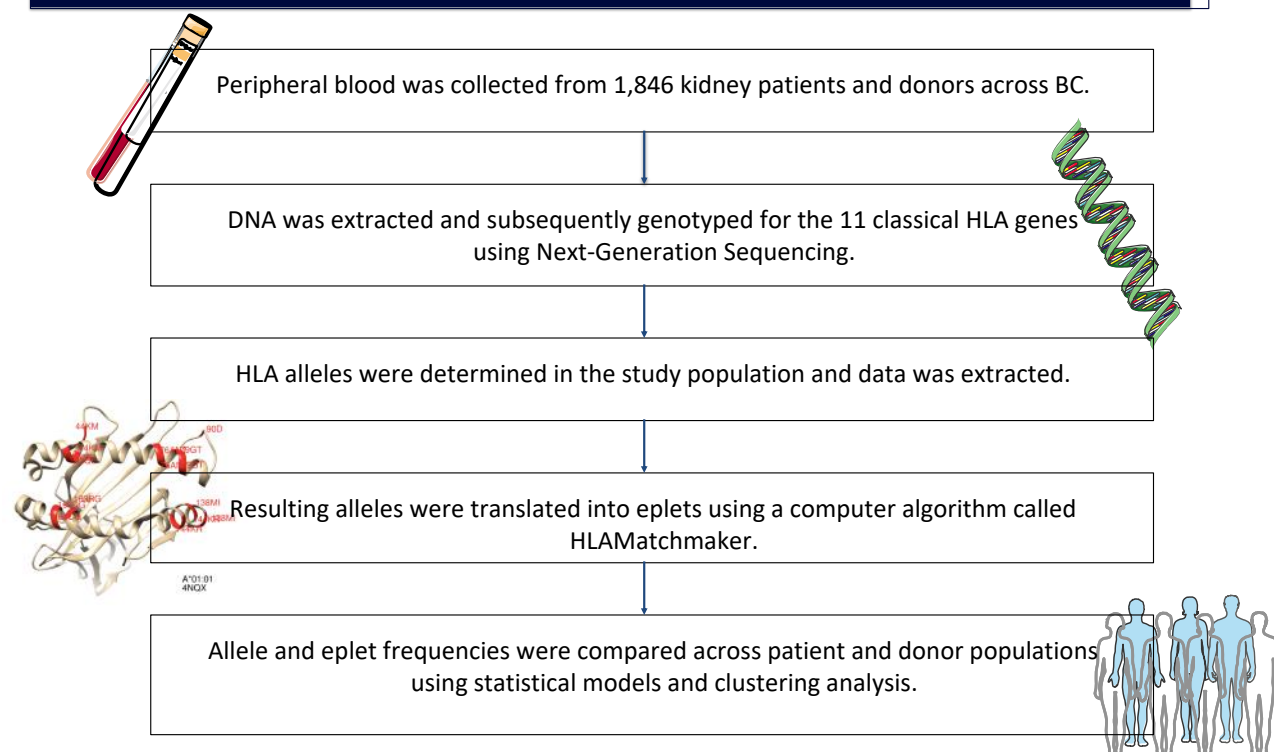 Peripheral blood was collected from 1,846 kidney patients and donors across BC.
DNA was extracted and subsequently genotyped for the 11 classical HLA genes
using Next-Generation Sequencing.
HLA alleles were determined in the study population and data was extracted.
44KM
90D
138MI
Resulting alleles were translated into eplets using a computer algorithm called
HLAMatchmaker.
A*01:01
4NQX
Allele and eplet frequencies were compared across patient and donor populations
using statistical models and clustering analysis.